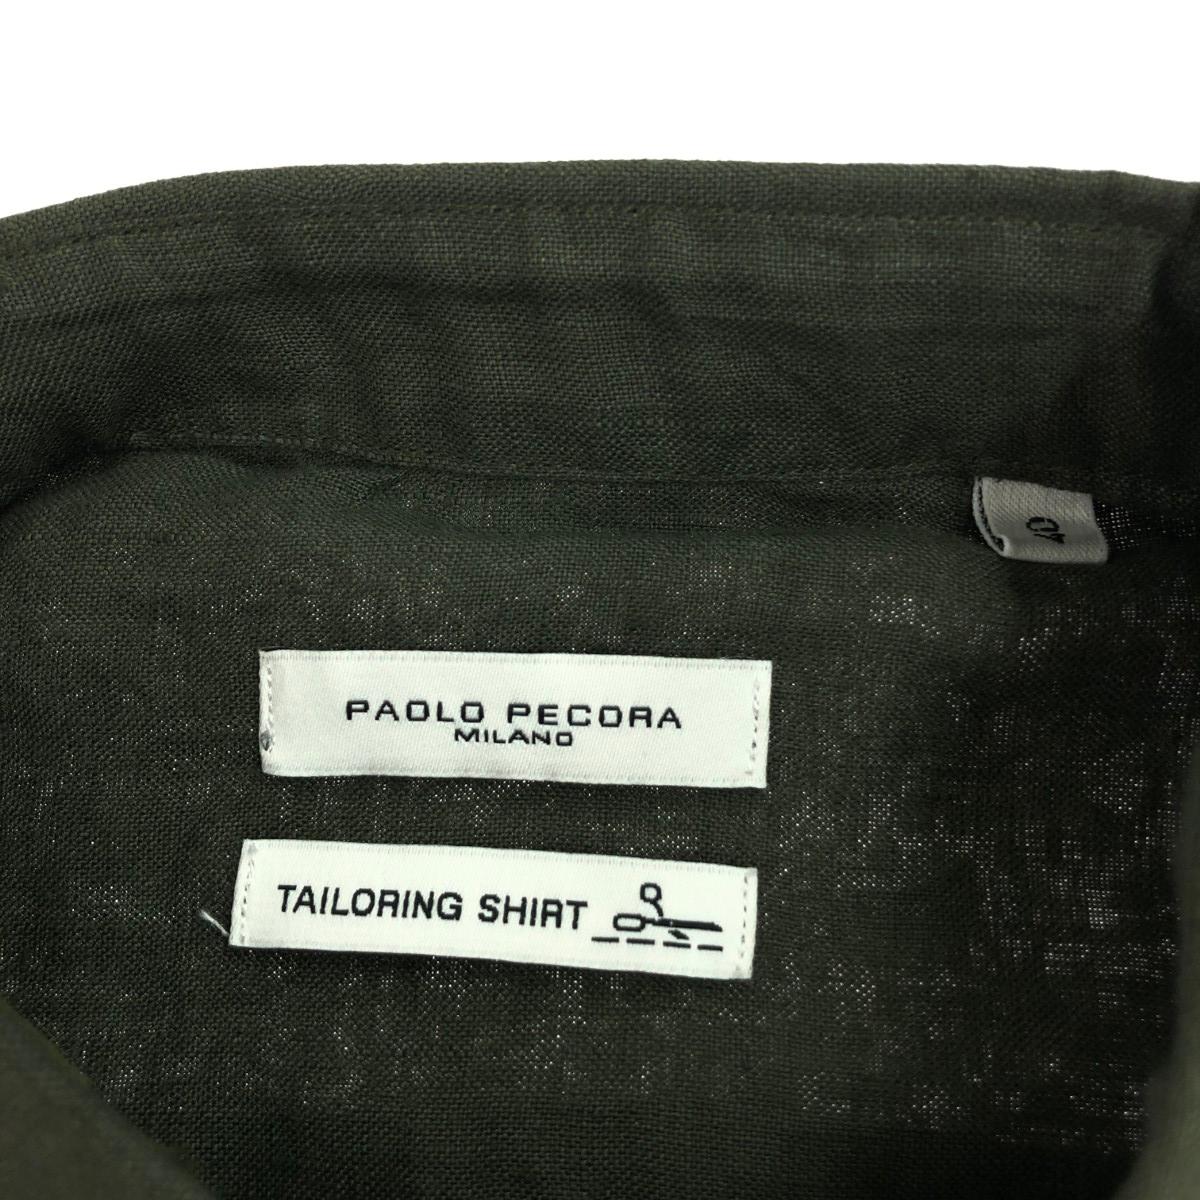 40
PAOLO PECORA
MILANO
TAILORING SHIRT